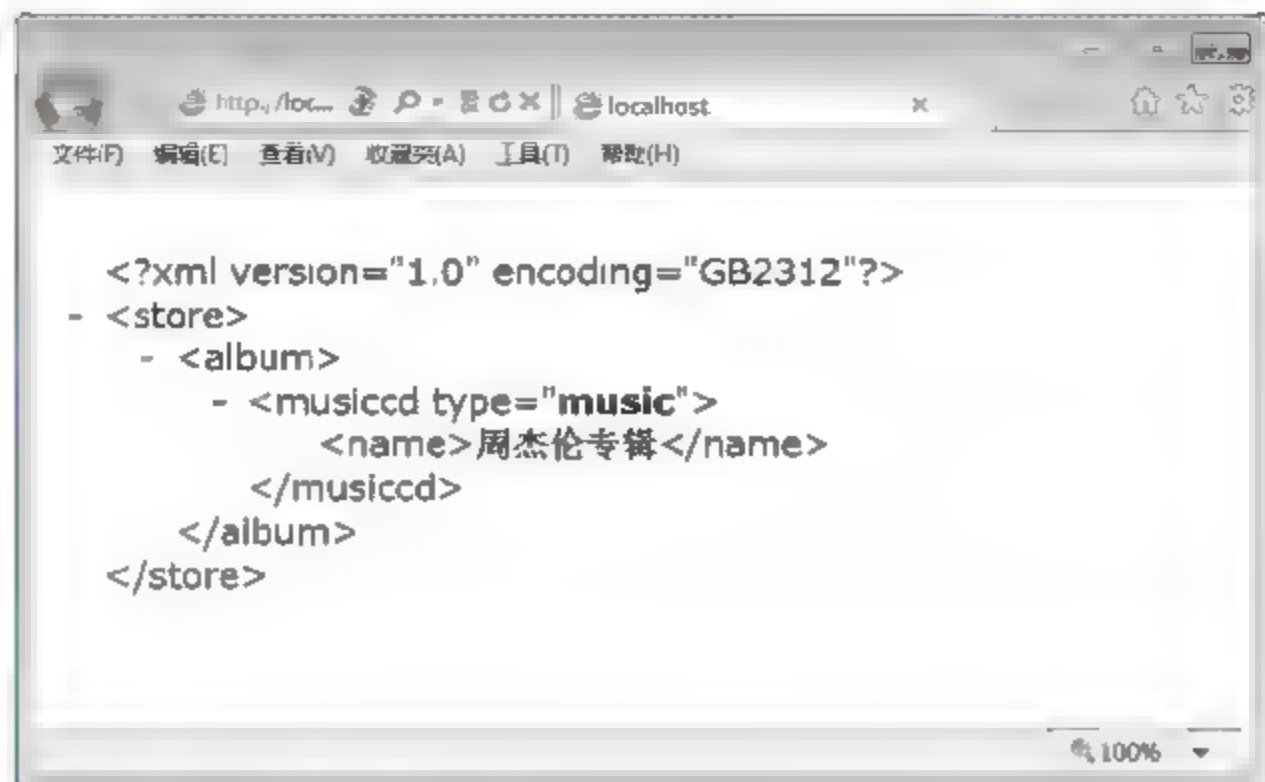 http://loc... localhost
文件(F) 编辑(E) 查看(V) 收藏夹(A) 工具(T) 帮助(H)
<?xml version="1.0" encoding="GB2312"?>
- <store>
- <album>
- <musiccd type="music">
<name>周杰伦专辑</name>
</musiccd>
</album>
</store>
100%